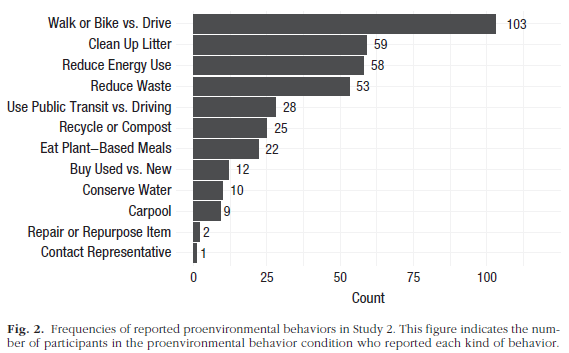 Walk or Bike vs. Drive 103
Clean Up Litter 59
Reduce Energy Use 58
Reduce Waste 53
Use Public Transit vs. Driving 28
Recycle or Compost 25
Eat Plant–Based Meals 22
Buy Used vs. New 12
Conserve Water 10
Carpool 9
Repair or Repurpose Item 2
Contact Representative 1
0 25 50 75 100
Count
Fig. 2. Frequencies of reported proenvironmental behaviors in Study 2. This figure indicates the num-
ber of participants in the proenvironmental behavior condition who reported each kind of behavior.